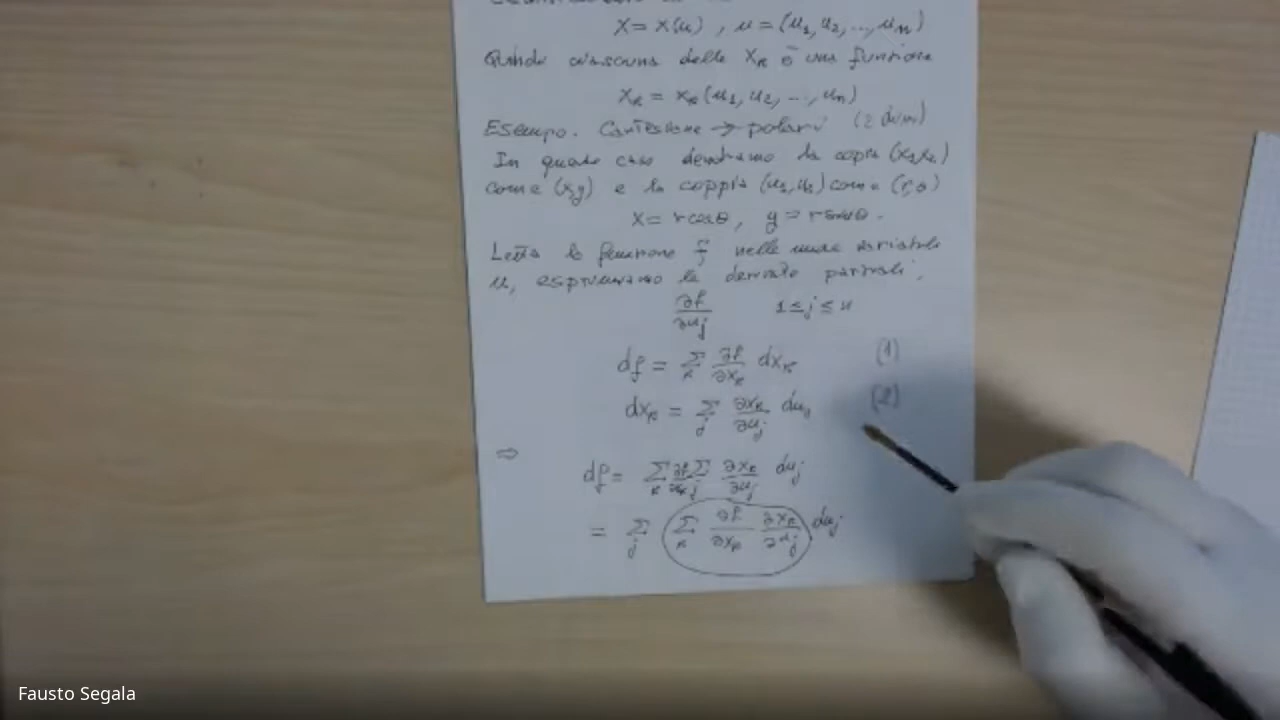 X = X(u) , u = (u₁, u₂, ..., uₙ)
Quindi ciascuna delle Xₖ è una funzione
Xₖ = Xₖ(u₁, u₂, ..., uₙ)
Esempio. Cartesiane → polari (2 dim)
In questo caso denotiamo la coppia (x₁,x₂)
come (x,y) e la coppia (u₁,u₂) come (r,θ)
x = r cosθ, y = r senθ.
Letta la funzione f nelle nuove variabili
u, esprimiamo le derivate parziali
∂f/∂uⱼ 1 ≤ j ≤ n
df = Σₖ ∂f/∂xₖ dxₖ (1)
dxₖ = Σⱼ ∂xₖ/∂uⱼ duⱼ (2)
⇒
df = Σₖ ∂f/∂xₖ Σⱼ ∂xₖ/∂uⱼ duⱼ
= Σⱼ Σₖ ∂f/∂xₖ ∂xₖ/∂uⱼ duⱼ
Fausto Segala